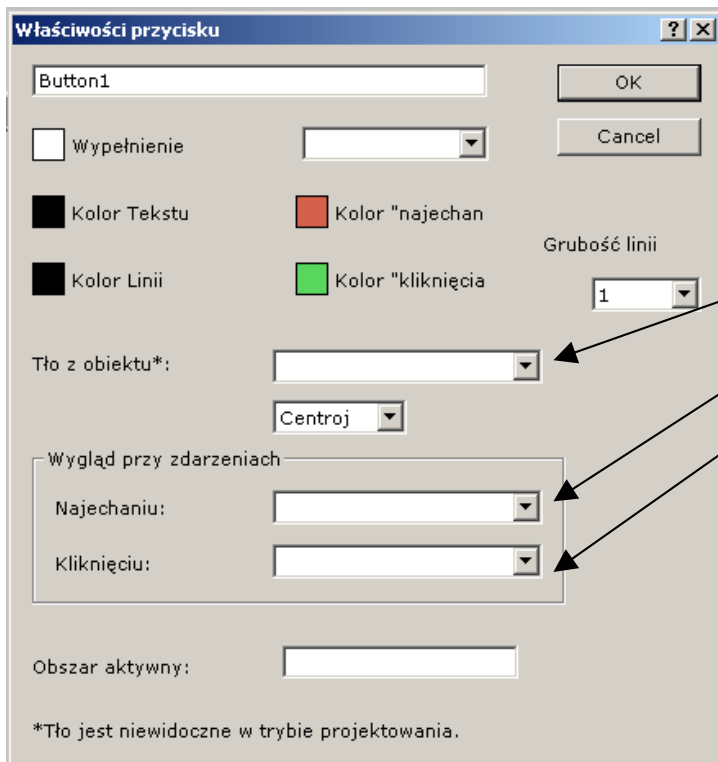 Właściwości przycisku
Button1
OK
Wypełnienie
Cancel
Kolor Tekstu
Kolor "najechan
Grubość linii
Kolor Linii
Kolor "kliknięcia
1
Tło z obiektu*:
Centroj
Wygląd przy zdarzeniach
Najechaniu:
Kliknięciu:
Obszar aktywny:
*Tło jest niewidoczne w trybie projektowania.